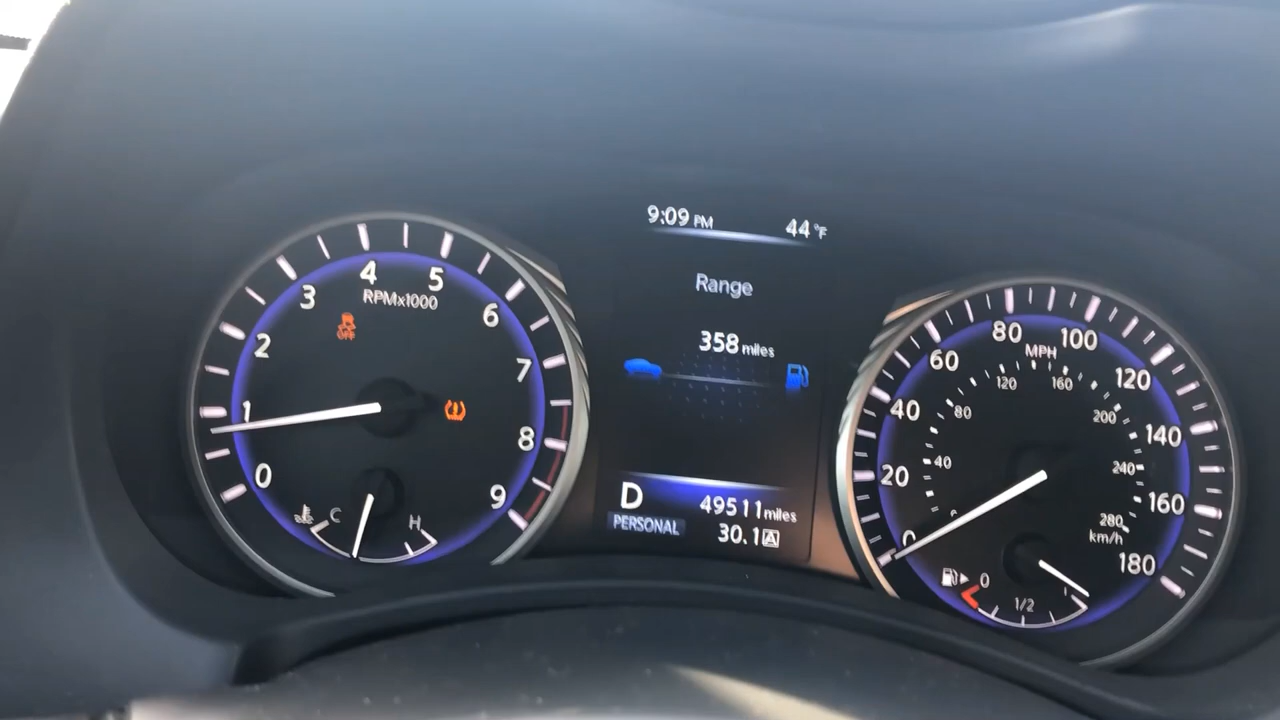 9:09 PM 44 °F
Range
358 miles
D 49511 miles
PERSONAL 30.1 A
0 1 2 3 4 5 6 7 8 9
RPMx1000
OFF
C H
0 20 40 60 80 100 120 140 160 180
MPH
40 80 120 160 200 240 280
km/h
0 1/2 1